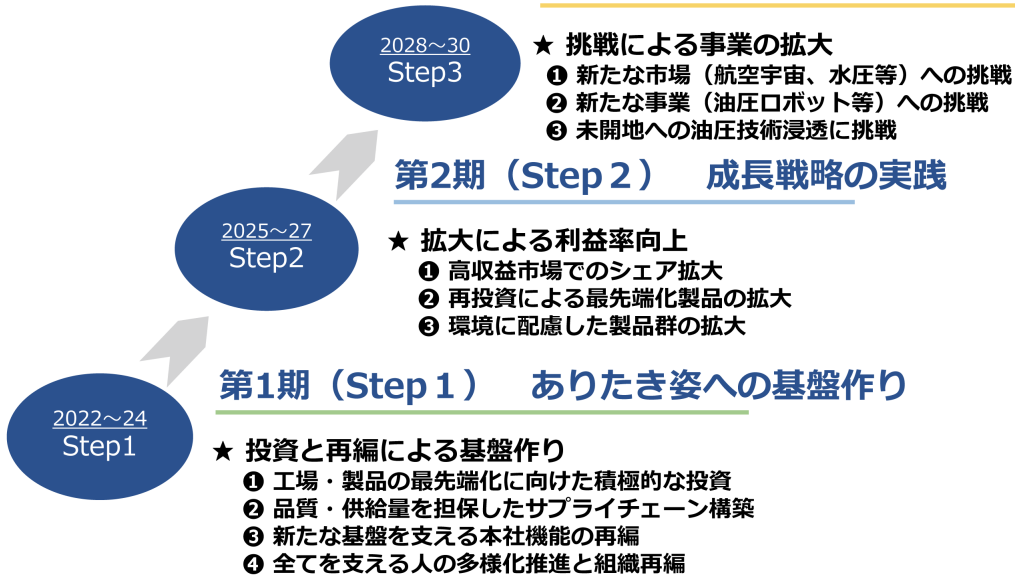 2028～30
Step3
★ 挑戦による事業の拡大
❶ 新たな市場（航空宇宙、水圧等）への挑戦
❷ 新たな事業（油圧ロボット等）への挑戦
❸ 未開地への油圧技術浸透に挑戦
第2期（Step２）　成長戦略の実践
2025～27
Step2
★ 拡大による利益率向上
❶ 高収益市場でのシェア拡大
❷ 再投資による最先端化製品の拡大
❸ 環境に配慮した製品群の拡大
第1期（Step１）　ありたき姿への基盤作り
2022～24
Step1
★ 投資と再編による基盤作り
❶ 工場・製品の最先端化に向けた積極的な投資
❷ 品質・供給量を担保したサプライチェーン構築
❸ 新たな基盤を支える本社機能の再編
❹ 全てを支える人の多様化推進と組織再編